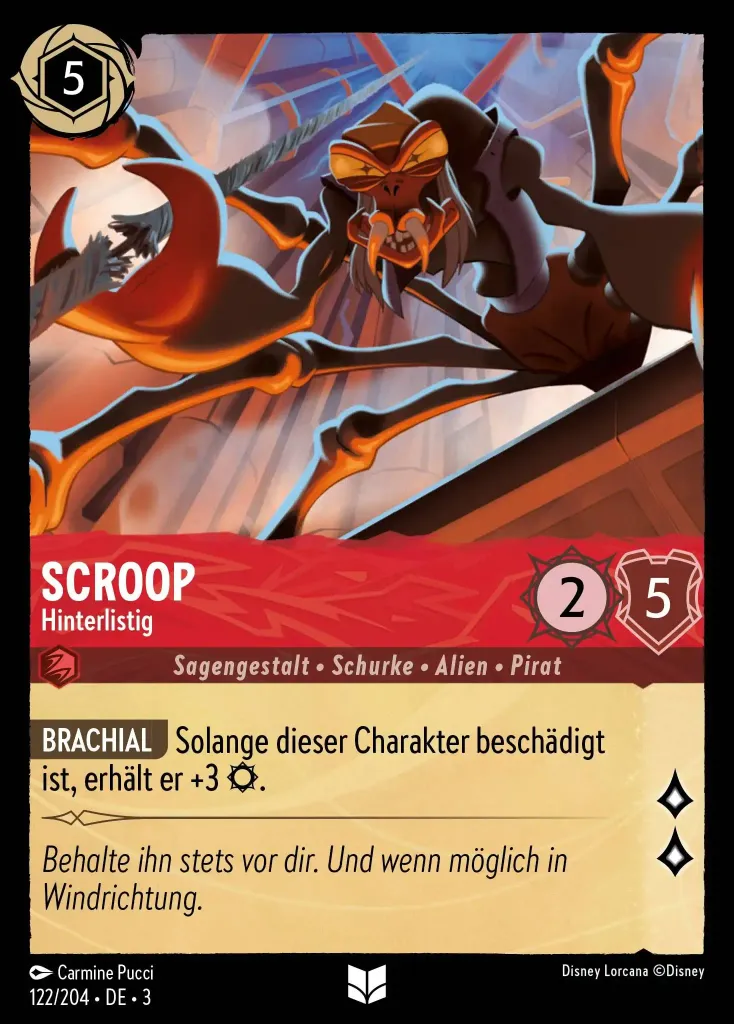 5
SCROOP
Hinterlistig
2
5
Sagengestalt • Schurke • Alien • Pirat
BRACHIAL Solange dieser Charakter beschädigt
ist, erhält er +3 .
Behalte ihn stets vor dir. Und wenn möglich in
Windrichtung.
Carmine Pucci
122/204 • DE • 3
Disney Lorcana ©Disney